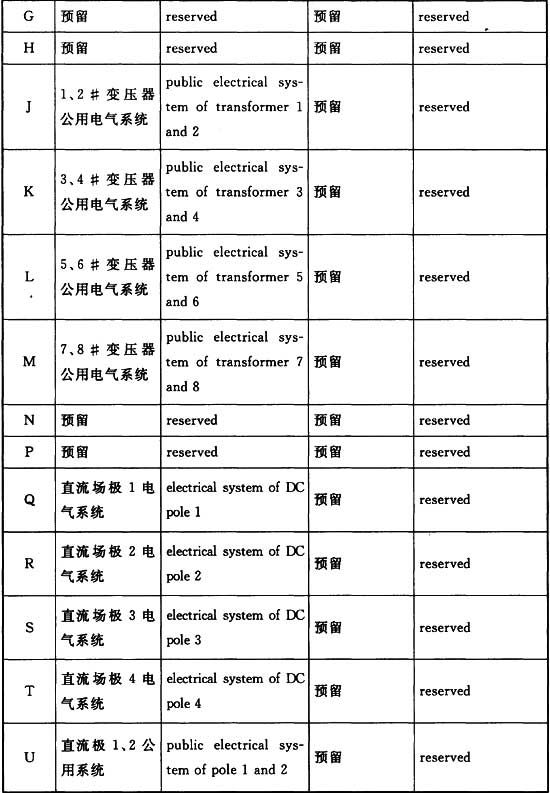 G 预留 reserved 预留 reserved
H 预留 reserved 预留 reserved
J 1、2#变压器 公用电气系统 public electrical sys-
tem of transformer 1
and 2 预留 reserved
K 3、4#变压器 公用电气系统 public electrical sys-
tem of transformer 3
and 4 预留 reserved
L 5、6#变压器 公用电气系统 public electrical sys-
tem of transformer 5
and 6 预留 reserved
M 7、8#变压器 公用电气系统 public electrical sys-
tem of transformer 7
and 8 预留 reserved
N 预留 reserved 预留 reserved
P 预留 reserved 预留 reserved
Q 直流场极1电
气系统 electrical system of DC
pole 1 预留 reserved
R 直流场极2电
气系统 electrical system of DC
pole 2 预留 reserved
S 直流场极3电
气系统 electrical system of DC
pole 3 预留 reserved
T 直流场极4电
气系统 electrical system of DC
pole 4 预留 reserved
U 直流极1、2公
用系统 public electrical sys-
tem of pole 1 and 2 预留 reserved